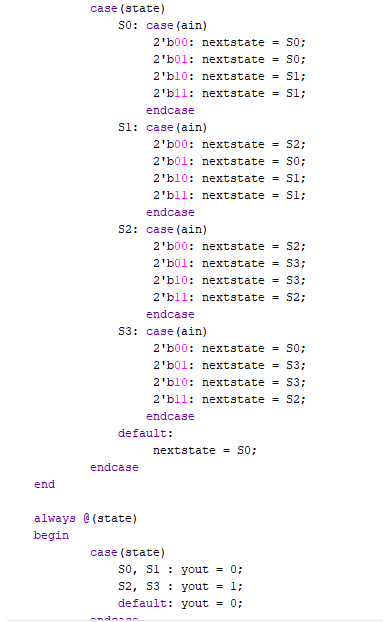 case(state)
S0: case(ain)
2'b00: nextstate = S0;
2'b01: nextstate = S0;
2'b10: nextstate = S1;
2'b11: nextstate = S1;
endcase
S1: case(ain)
2'b00: nextstate = S2;
2'b01: nextstate = S0;
2'b10: nextstate = S1;
2'b11: nextstate = S1;
endcase
S2: case(ain)
2'b00: nextstate = S2;
2'b01: nextstate = S3;
2'b10: nextstate = S3;
2'b11: nextstate = S2;
endcase
S3: case(ain)
2'b00: nextstate = S0;
2'b01: nextstate = S3;
2'b10: nextstate = S3;
2'b11: nextstate = S2;
endcase
default:
nextstate = S0;
endcase
end
always @(state)
begin
case(state)
S0, S1 : yout = 0;
S2, S3 : yout = 1;
default: yout = 0;
endcase